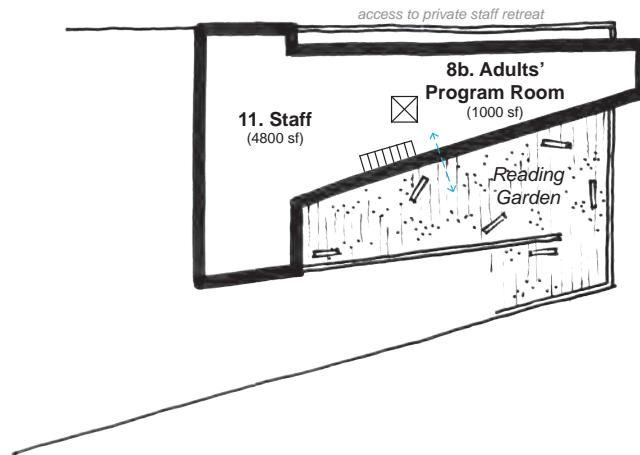 access to private staff retreat
8b. Adults'
Program Room
(1000 sf)
11. Staff
(4800 sf)
Reading
Garden